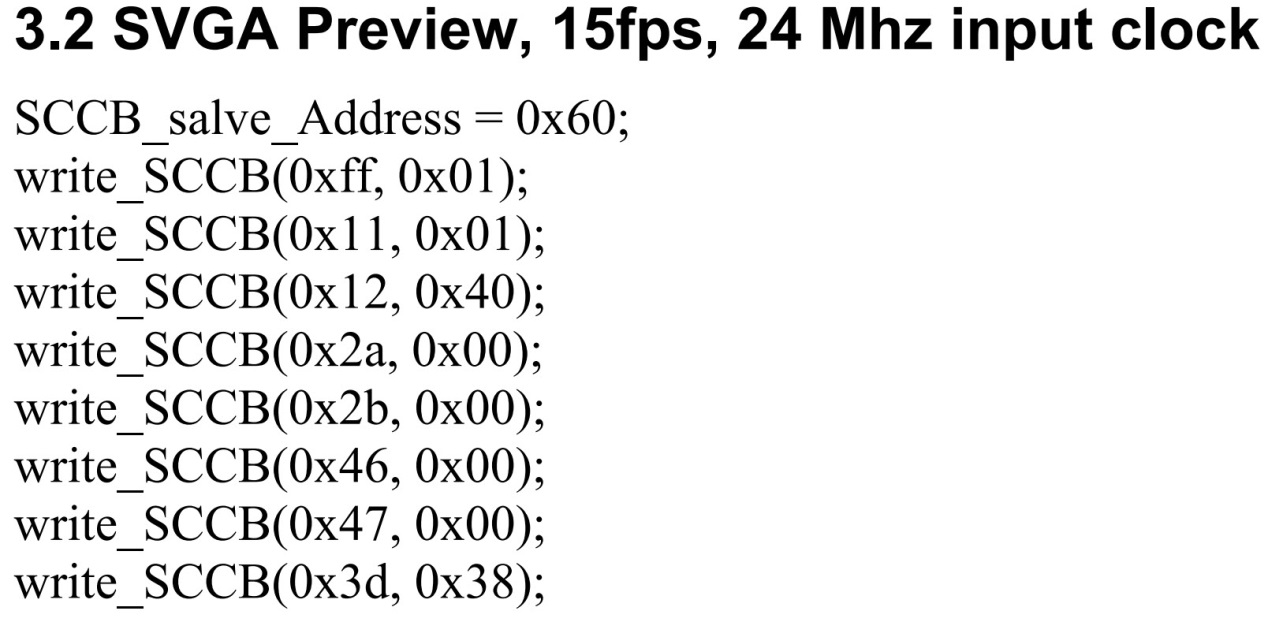 3.2 SVGA Preview, 15fps, 24 Mhz input clock
SCCB_salve_Address = 0x60;
write_SCCB(0xff, 0x01);
write_SCCB(0x11, 0x01);
write_SCCB(0x12, 0x40);
write_SCCB(0x2a, 0x00);
write_SCCB(0x2b, 0x00);
write_SCCB(0x46, 0x00);
write_SCCB(0x47, 0x00);
write_SCCB(0x3d, 0x38);